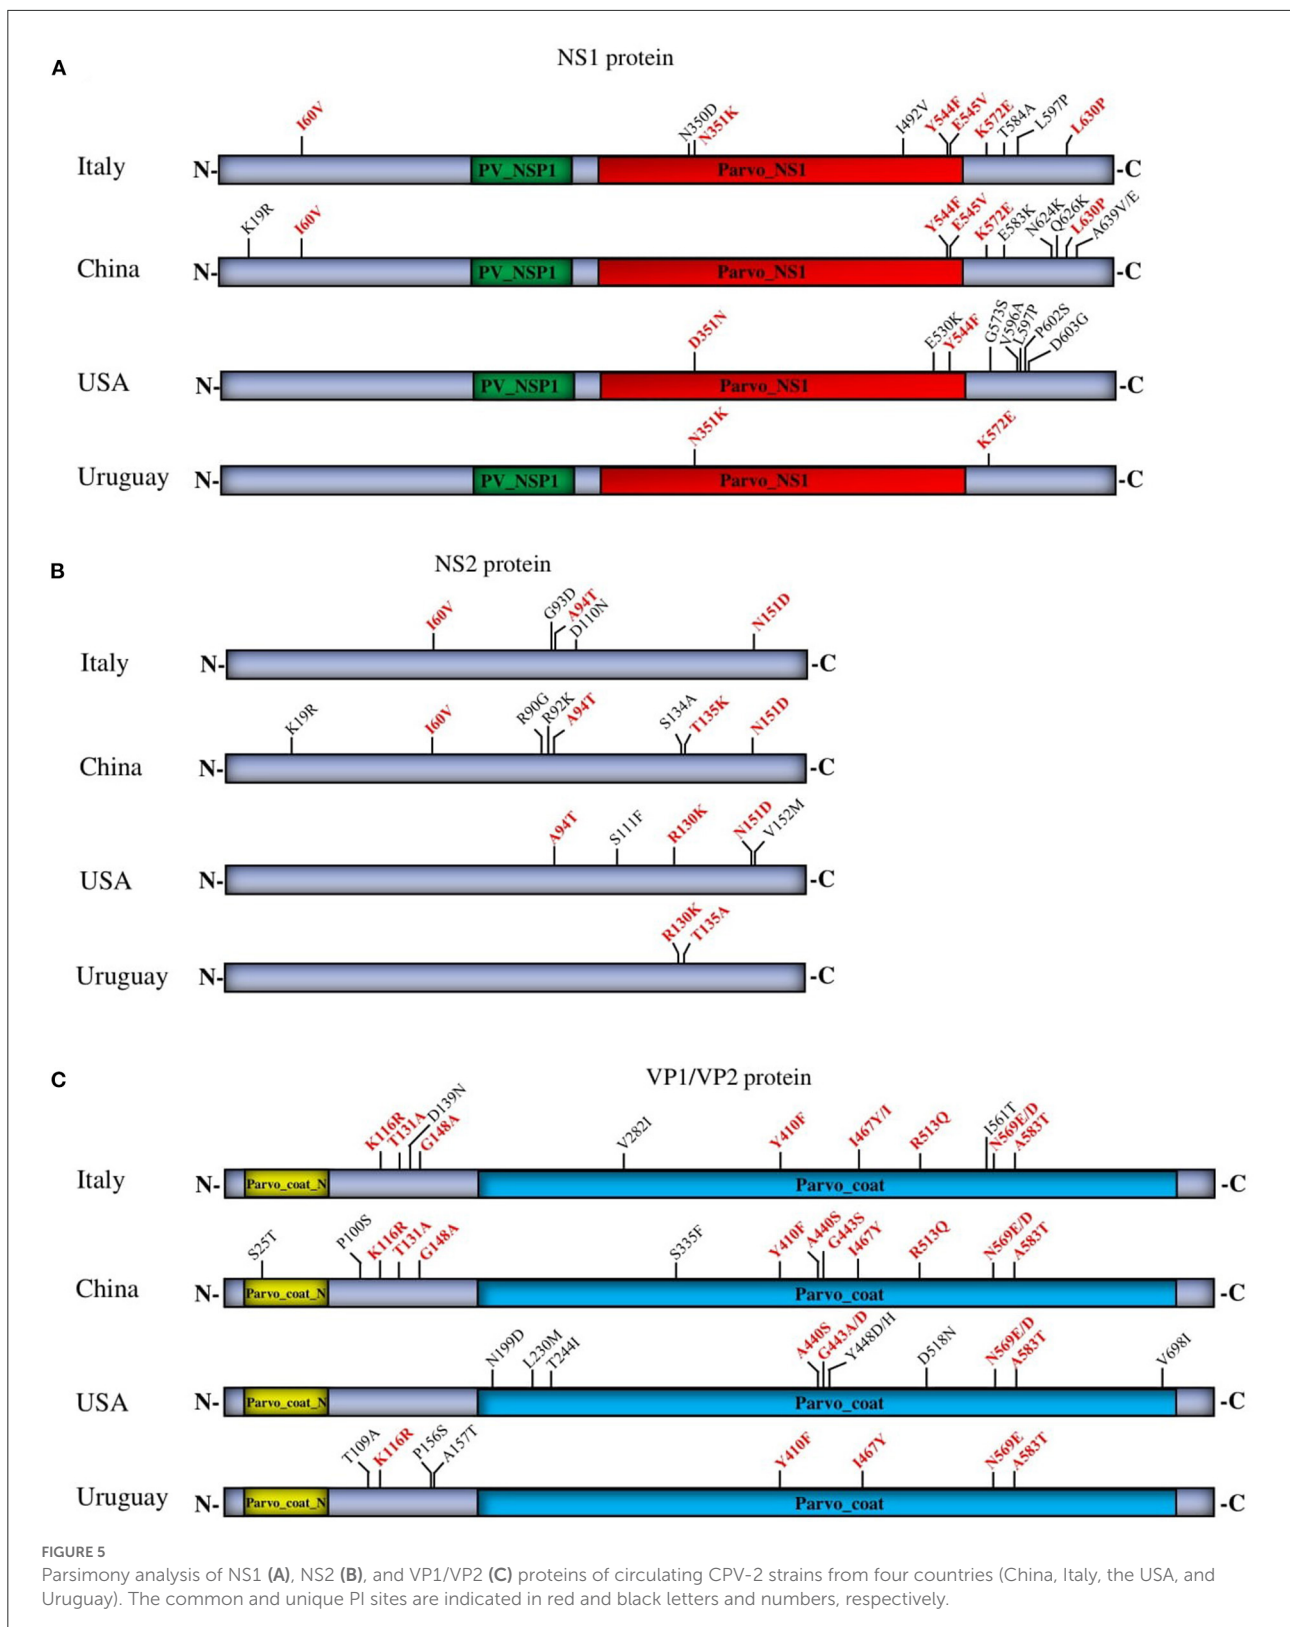 A
NS1 protein
I60V N350D N351K I492V Y544F E545V K572E T584A L597P L630P
Italy N- PV_NSP1 Parvo_NS1 -C
K19R I60V Y544F E545V K572E E583K N624K Q626K L630P A639V/E
China N- PV_NSP1 Parvo_NS1 -C
D351N E530K Y544F G573S V596A L597P P602S D603G
USA N- PV_NSP1 Parvo_NS1 -C
N351K K572E
Uruguay N- PV_NSP1 Parvo_NS1 -C
B
NS2 protein
I60V G93D A94T D110N N151D
Italy N- -C
K19R I60V R90G R92K A94T S134A T135K N151D
China N- -C
A94T S111F R130K N151D V152M
USA N- -C
R130K T135A
Uruguay N- -C
C
VP1/VP2 protein
K116R T131A D139N G148A V282I Y410F I467Y/I R513Q I561T N569E/D A583T
Italy N- Parvo_coat_N Parvo_coat -C
S25T P100S K116R T131A G148A S335F Y410F A440S G443S I467Y R513Q N569E/D A583T
China N- Parvo_coat_N Parvo_coat -C
N199D L230M T244I A440S G443A/D Y448D/H D518N N569E/D A583T V698I
USA N- Parvo_coat_N Parvo_coat -C
T109A K116R P156S A157T Y410F I467Y N569E A583T
Uruguay N- Parvo_coat_N Parvo_coat -C
FIGURE 5
Parsimony analysis of NS1 (A), NS2 (B), and VP1/VP2 (C) proteins of circulating CPV-2 strains from four countries (China, Italy, the USA, and
Uruguay). The common and unique PI sites are indicated in red and black letters and numbers, respectively.